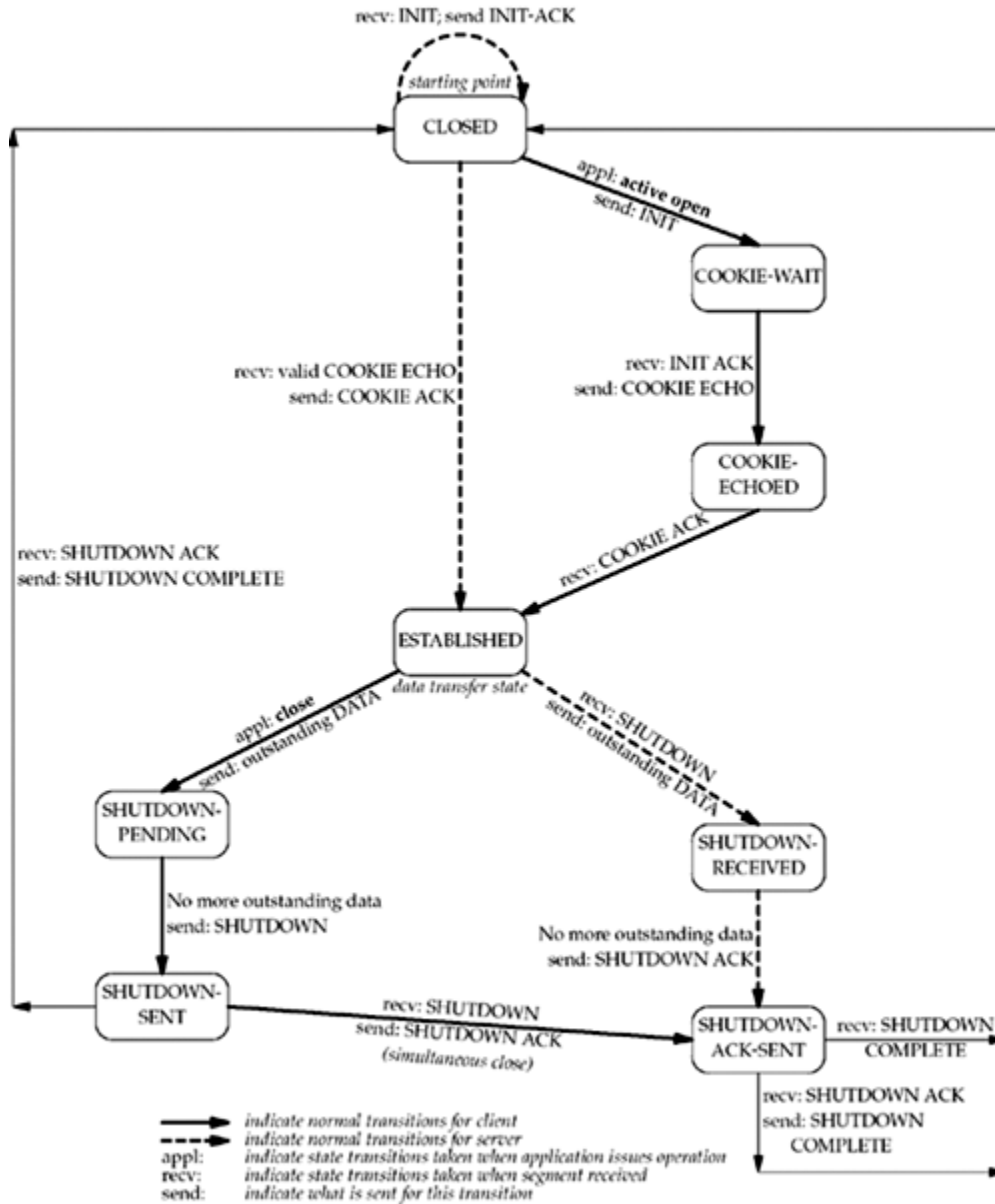 recv: INIT; send INIT-ACK
starting point
CLOSED
appl: active open
send: INIT
COOKIE-WAIT
recv: valid COOKIE ECHO
send: COOKIE ACK
recv: INIT ACK
send: COOKIE ECHO
COOKIE-
ECHOED
recv: SHUTDOWN ACK
send: SHUTDOWN COMPLETE
recv: COOKIE ACK
ESTABLISHED
data transfer state
appl: close
send: outstanding DATA
recv: SHUTDOWN
send: outstanding DATA
SHUTDOWN-
PENDING
SHUTDOWN-
RECEIVED
No more outstanding data
send: SHUTDOWN
No more outstanding data
send: SHUTDOWN ACK
SHUTDOWN-
SENT
recv: SHUTDOWN
send: SHUTDOWN ACK
(simultaneous close)
SHUTDOWN-
ACK-SENT
recv: SHUTDOWN
COMPLETE
recv: SHUTDOWN ACK
send: SHUTDOWN
COMPLETE
indicate normal transitions for client
indicate normal transitions for server
appl: indicate state transitions taken when application issues operation
recv: indicate state transitions taken when segment received
send: indicate what is sent for this transition